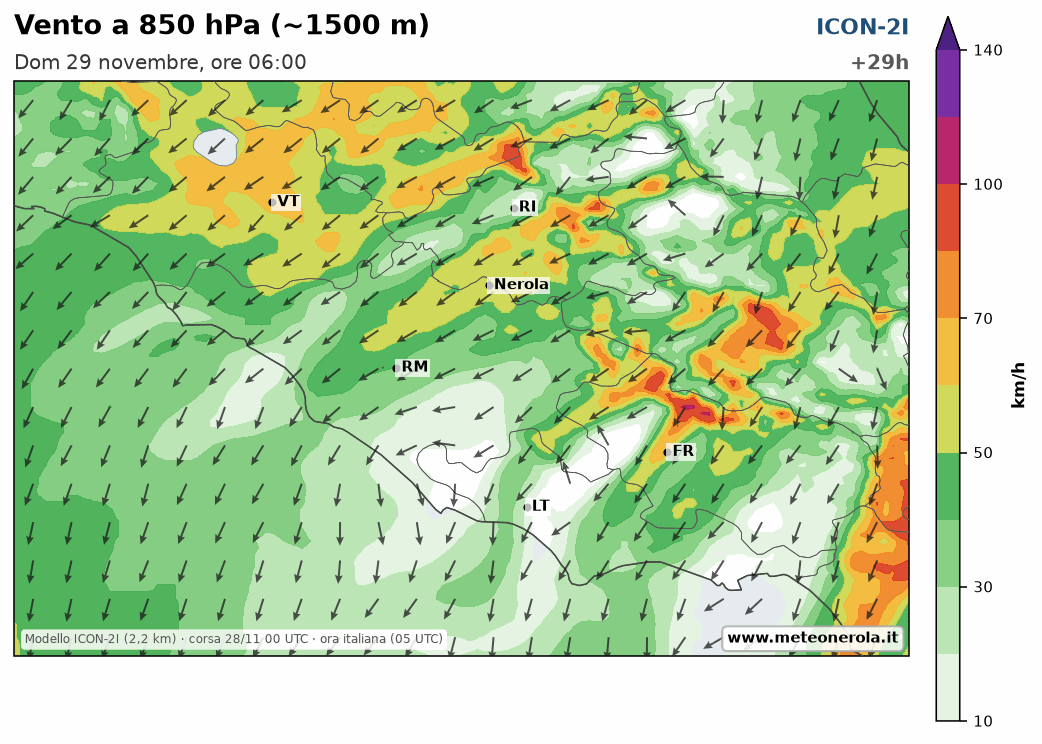 Vento a 850 hPa (~1500 m)
ICON-2I
Dom 29 novembre, ore 06:00
+29h
140
100
70
50
30
10
km/h
VT
RI
Nerola
RM
FR
LT
Modello ICON-2I (2,2 km) · corsa 28/11 00 UTC · ora italiana (05 UTC)
www.meteonerola.it